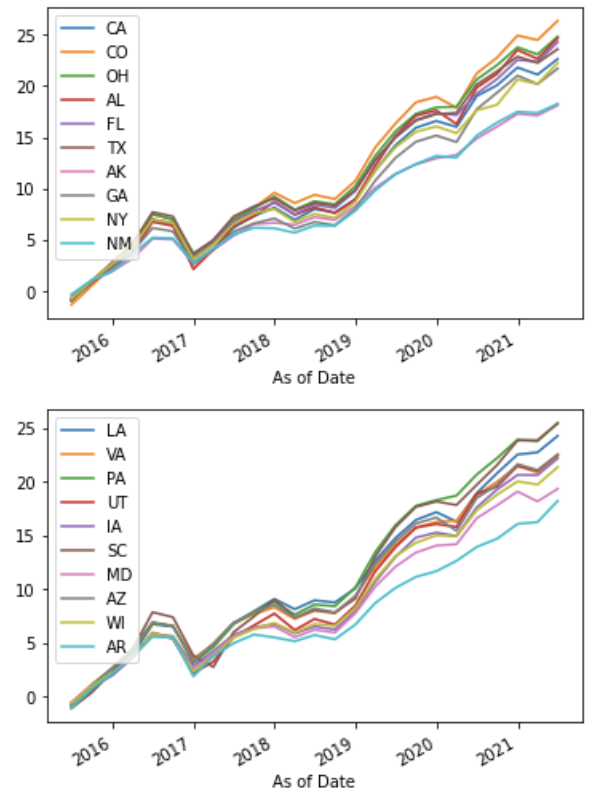 CA
CO
OH
AL
FL
TX
AK
GA
NY
NM
25
20
15
10
5
0
2016 2017 2018 2019 2020 2021
As of Date
LA
VA
PA
UT
IA
SC
MD
AZ
WI
AR
25
20
15
10
5
0
2016 2017 2018 2019 2020 2021
As of Date